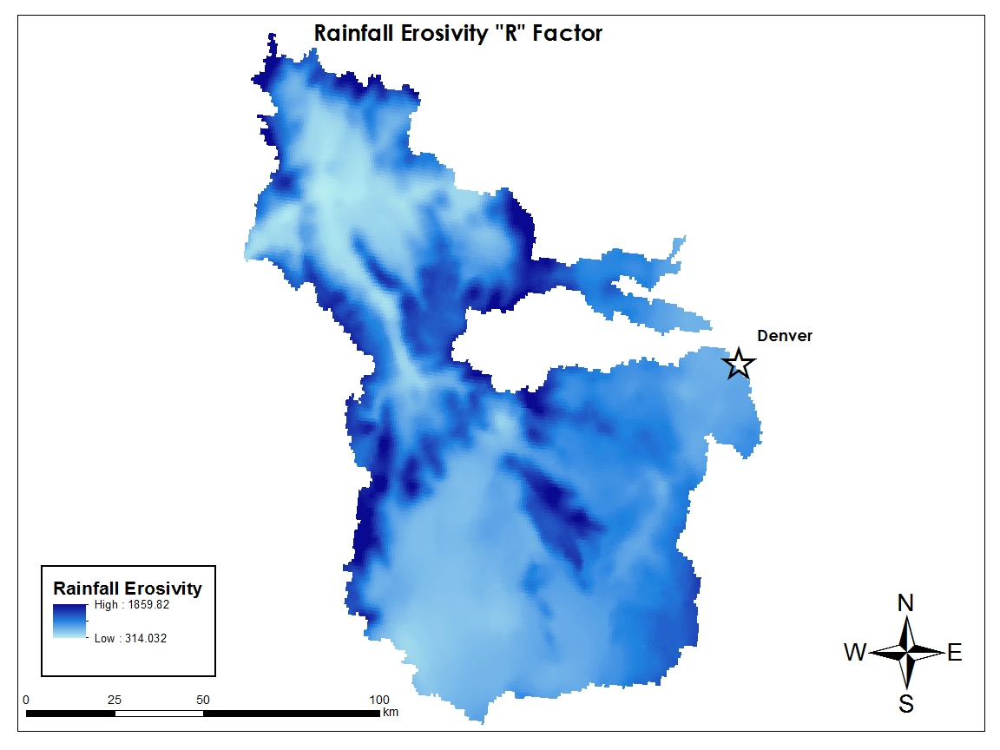 Rainfall Erosivity "R" Factor
Denver
Rainfall Erosivity
High : 1859.82
Low : 314.032
N
W E
S
0 25 50 100
km